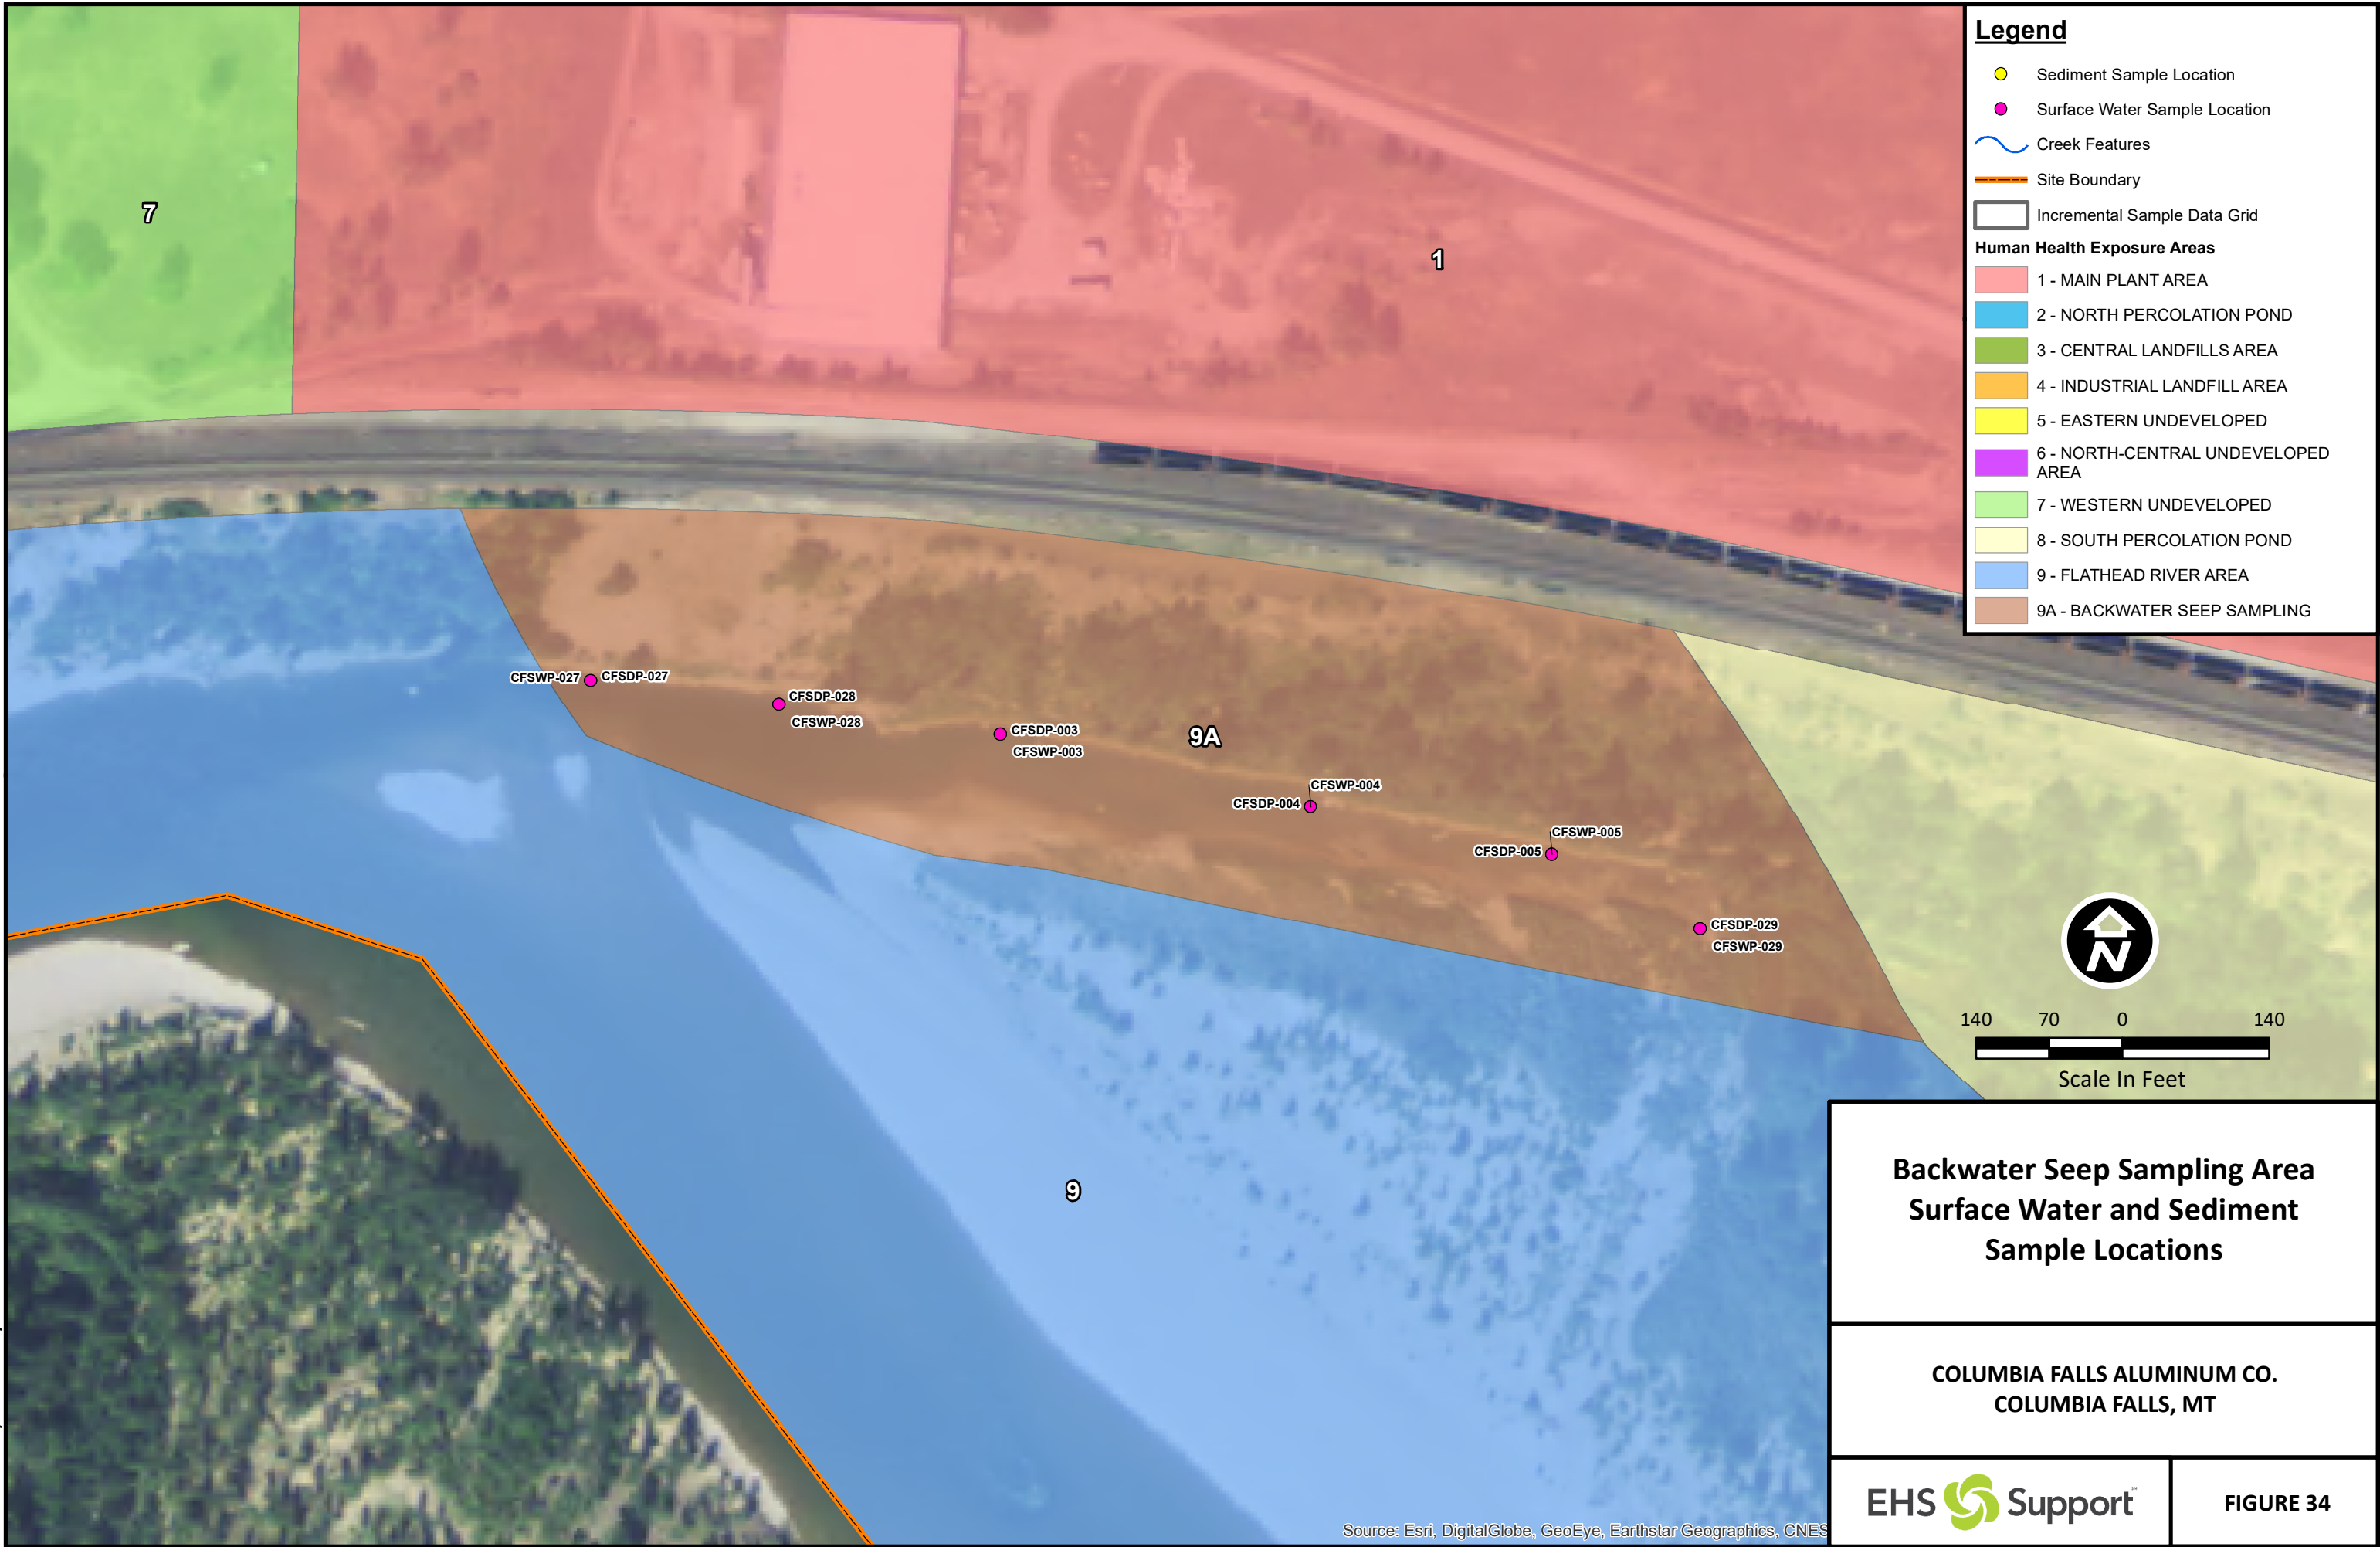 Legend
Sediment Sample Location
Surface Water Sample Location
Creek Features
Site Boundary
Incremental Sample Data Grid
Human Health Exposure Areas
1 - MAIN PLANT AREA
2 - NORTH PERCOLATION POND
3 - CENTRAL LANDFILLS AREA
4 - INDUSTRIAL LANDFILL AREA
5 - EASTERN UNDEVELOPED
6 - NORTH-CENTRAL UNDEVELOPED
AREA
7 - WESTERN UNDEVELOPED
8 - SOUTH PERCOLATION POND
9 - FLATHEAD RIVER AREA
9A - BACKWATER SEEP SAMPLING
7
1
CFSWP-027 CFSDP-027
CFSDP-028
CFSWP-028
CFSDP-003
CFSWP-003
9A
CFSWP-004
CFSDP-004
CFSWP-005
CFSDP-005
CFSDP-029
CFSWP-029
9
N
140 70 0 140
Scale In Feet
Backwater Seep Sampling Area
Surface Water and Sediment
Sample Locations
COLUMBIA FALLS ALUMINUM CO.
COLUMBIA FALLS, MT
EHS Support
FIGURE 34
Source: Esri, DigitalGlobe, GeoEye, Earthstar Geographics, CNES